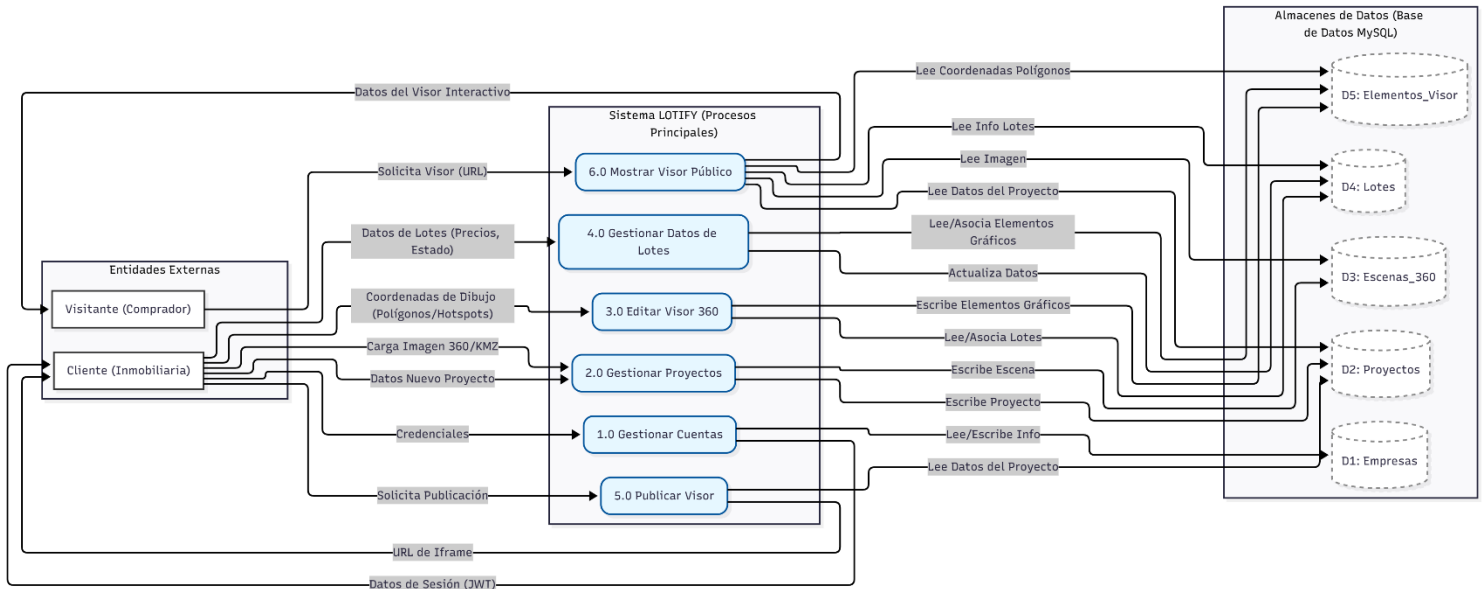 Almacenes de Datos (Base
de Datos MySQL)
Lee Coordenadas Polígonos
D5: Elementos_Visor
Datos del Visor Interactivo
Sistema LOTIFY (Procesos
Principales)
Lee Info Lotes
Lee Imagen
Solicita Visor (URL)
6.0 Mostrar Visor Público
D4: Lotes
Lee Datos del Proyecto
Datos de Lotes (Precios,
Estado)
4.0 Gestionar Datos de
Lotes
Lee/Asocia Elementos
Gráficos
Entidades Externas
Actualiza Datos
D3: Escenas_360
Visitante (Comprador)
Coordenadas de Dibujo
(Polígonos/Hotspots)
3.0 Editar Visor 360
Escribe Elementos Gráficos
Lee/Asocia Lotes
Carga Imagen 360/KMZ
Cliente (Inmobiliaria)
Datos Nuevo Proyecto
2.0 Gestionar Proyectos
Escribe Escena
D2: Proyectos
Escribe Proyecto
Credenciales
1.0 Gestionar Cuentas
Lee/Escribe Info
D1: Empresas
Lee Datos del Proyecto
Solicita Publicación
5.0 Publicar Visor
URL de Iframe
Datos de Sesión (JWT)